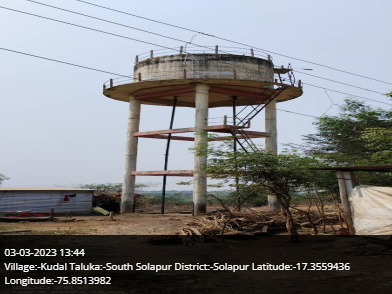 03-03-2023 13:44
Village:-Kudal Taluka:-South Solapur District:-Solapur Latitude:-17.3559436
Longitude:-75.8513982